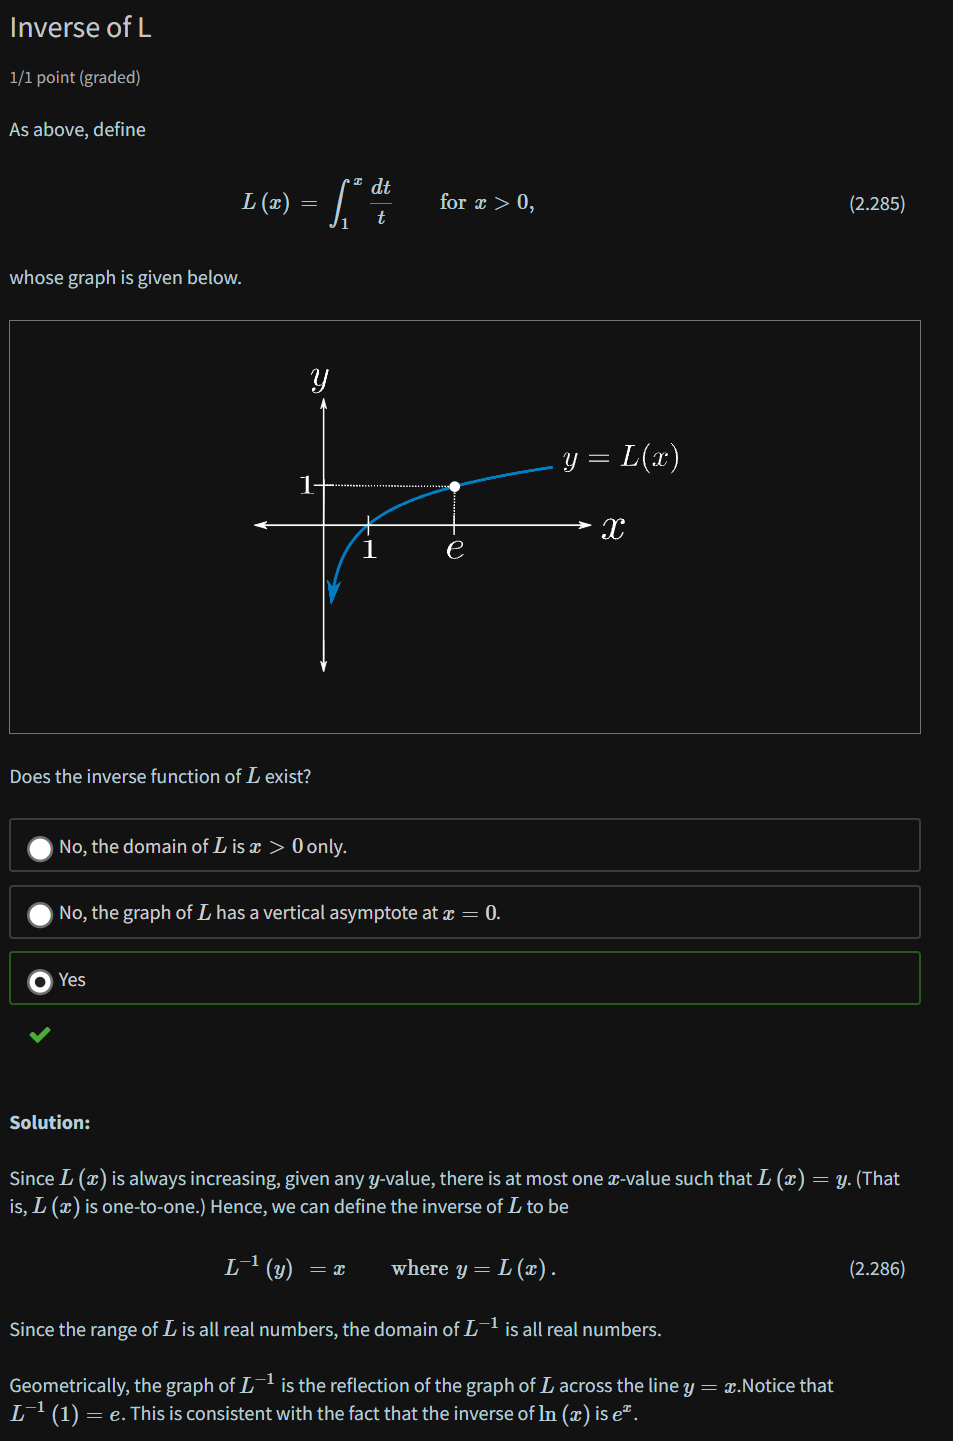 Inverse of L
1/1 point (graded)
As above, define
L(x) = ∫₁ˣ dt/t for x > 0, (2.285)
whose graph is given below.
y
y = L(x)
1
x
1 e
Does the inverse function of L exist?
No, the domain of L is x > 0 only.
No, the graph of L has a vertical asymptote at x = 0.
Yes
Solution:
Since L(x) is always increasing, given any y-value, there is at most one x-value such that L(x) = y. (That
is, L(x) is one-to-one.) Hence, we can define the inverse of L to be
L⁻¹(y) = x where y = L(x). (2.286)
Since the range of L is all real numbers, the domain of L⁻¹ is all real numbers.
Geometrically, the graph of L⁻¹ is the reflection of the graph of L across the line y = x.Notice that
L⁻¹(1) = e. This is consistent with the fact that the inverse of ln(x) is eˣ.